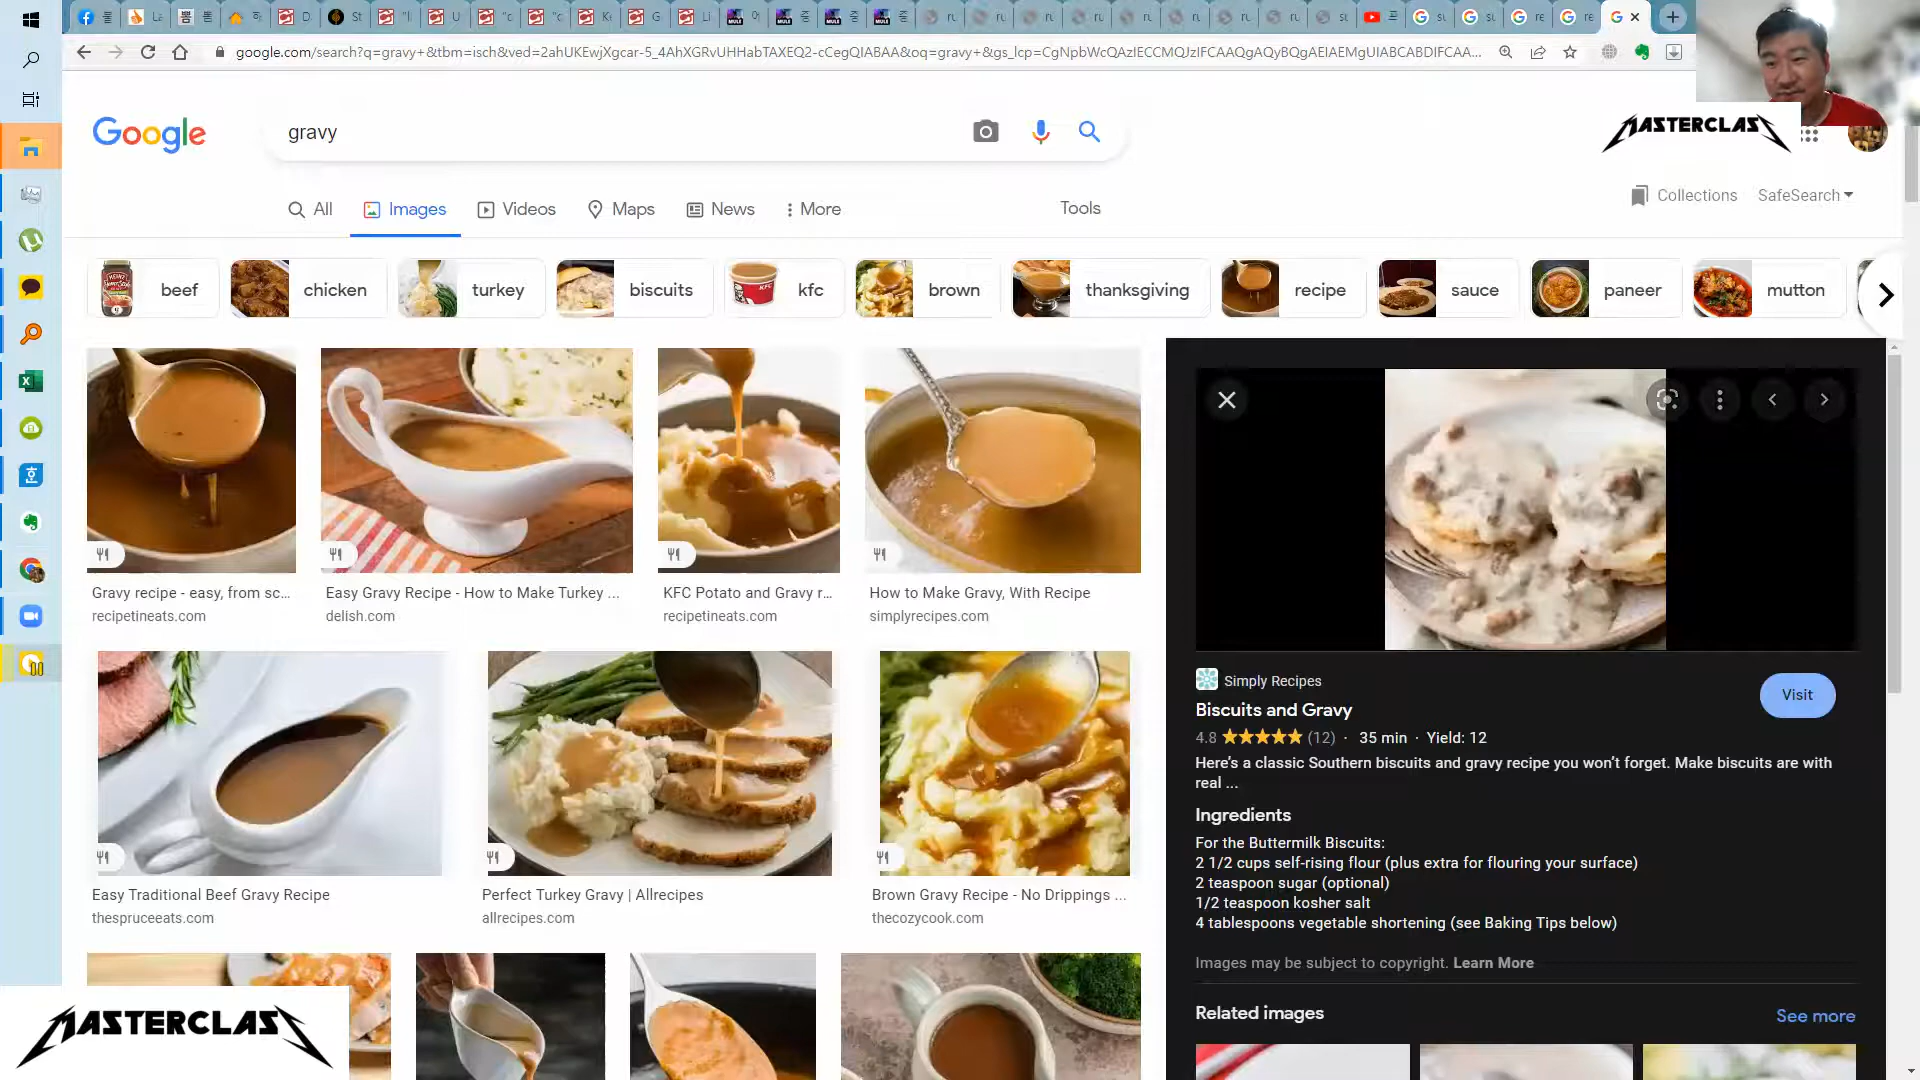 google.com/search?q=gravy+&tbm=isch&ved=2ahUKEwjXgcar-5_4AhXGRvUHHabTAXEQ2-cCegQIABAA&oq=gravy+&gs_lcp=CgNpbWcQAzIECCMQJzIFCAAQgAQyBQgAEIAEMgUIABCABDIFCAA...
Google
gravy
MASTERCLASS
All
Images
Videos
Maps
News
More
Tools
Collections
SafeSearch
beef
chicken
turkey
biscuits
kfc
brown
thanksgiving
recipe
sauce
paneer
mutton
Gravy recipe - easy, from sc...
recipetineats.com
Easy Gravy Recipe - How to Make Turkey ...
delish.com
KFC Potato and Gravy r...
recipetineats.com
How to Make Gravy, With Recipe
simplyrecipes.com
Easy Traditional Beef Gravy Recipe
thespruceeats.com
Perfect Turkey Gravy | Allrecipes
allrecipes.com
Brown Gravy Recipe - No Drippings ...
thecozycook.com
Simply Recipes
Visit
Biscuits and Gravy
4.8
(12) · 35 min · Yield: 12
Here's a classic Southern biscuits and gravy recipe you won't forget. Make biscuits are with
real ...
Ingredients
For the Buttermilk Biscuits:
2 1/2 cups self-rising flour (plus extra for flouring your surface)
2 teaspoon sugar (optional)
1/2 teaspoon kosher salt
4 tablespoons vegetable shortening (see Baking Tips below)
Images may be subject to copyright. Learn More
Related images
See more
MASTERCLASS